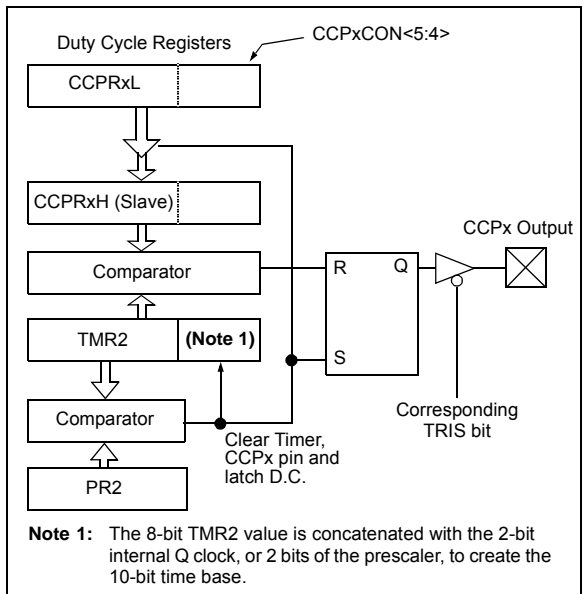 Duty Cycle Registers
CCPxCON<5:4>
CCPRxL
CCPRxH (Slave)
CCPx Output
Comparator
R
Q
TMR2
(Note 1)
S
Comparator
Clear Timer,
CCPx pin and
latch D.C.
Corresponding
TRIS bit
PR2
Note 1: The 8-bit TMR2 value is concatenated with the 2-bit
internal Q clock, or 2 bits of the prescaler, to create the
10-bit time base.